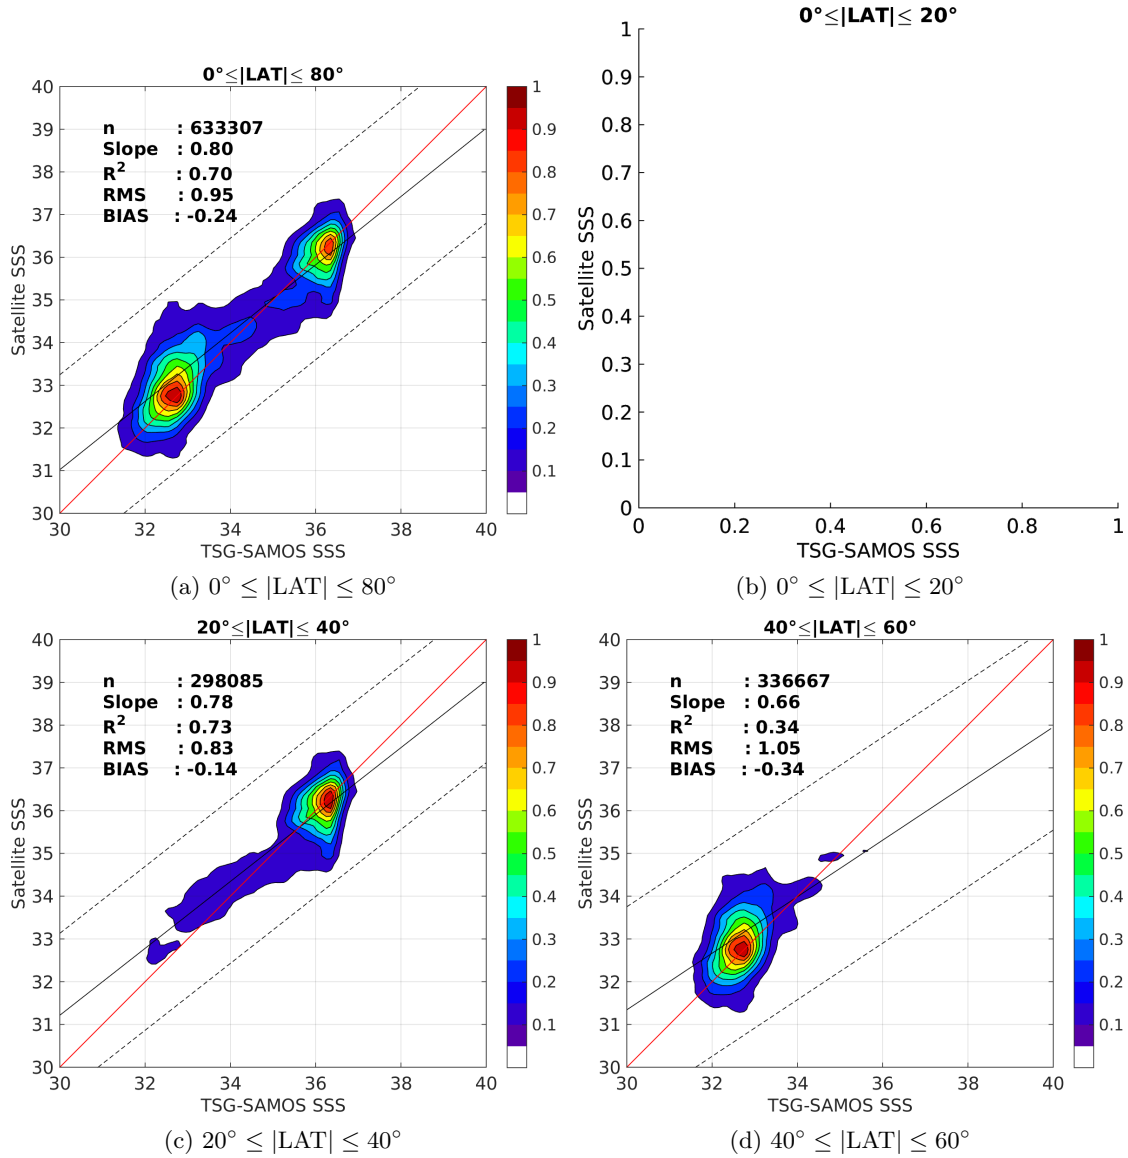 0°≤|LAT|≤ 80°
n : 633307
Slope : 0.80
R² : 0.70
RMS : 0.95
BIAS : -0.24
40
39
38
37
36
35
34
33
32
31
30
30 32 34 36 38 40
Satellite SSS
TSG-SAMOS SSS
1
0.9
0.8
0.7
0.6
0.5
0.4
0.3
0.2
0.1
(a) 0° ≤ |LAT| ≤ 80°
0°≤|LAT|≤ 20°
1
0.9
0.8
0.7
0.6
0.5
0.4
0.3
0.2
0.1
0
0 0.2 0.4 0.6 0.8 1
Satellite SSS
TSG-SAMOS SSS
(b) 0° ≤ |LAT| ≤ 20°
20°≤|LAT|≤ 40°
n : 298085
Slope : 0.78
R² : 0.73
RMS : 0.83
BIAS : -0.14
40
39
38
37
36
35
34
33
32
31
30
30 32 34 36 38 40
Satellite SSS
TSG-SAMOS SSS
1
0.9
0.8
0.7
0.6
0.5
0.4
0.3
0.2
0.1
(c) 20° ≤ |LAT| ≤ 40°
40°≤|LAT|≤ 60°
n : 336667
Slope : 0.66
R² : 0.34
RMS : 1.05
BIAS : -0.34
40
39
38
37
36
35
34
33
32
31
30
30 32 34 36 38 40
Satellite SSS
TSG-SAMOS SSS
1
0.9
0.8
0.7
0.6
0.5
0.4
0.3
0.2
0.1
(d) 40° ≤ |LAT| ≤ 60°